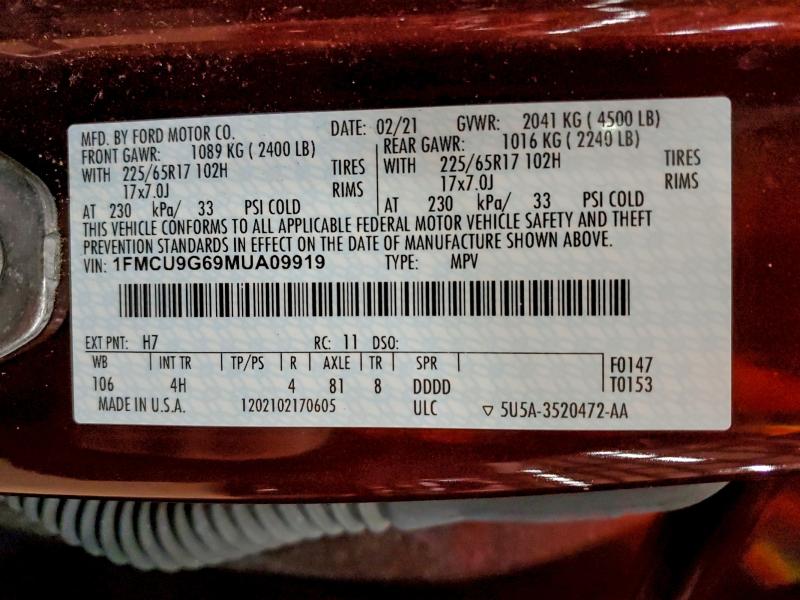 MFD. BY FORD MOTOR CO. DATE: 02/21 GVWR: 2041 KG ( 4500 LB)
FRONT GAWR: 1089 KG ( 2400 LB) REAR GAWR: 1016 KG ( 2240 LB)
WITH 225/65R17 102H TIRES WITH 225/65R17 102H TIRES
17x7.0J RIMS 17x7.0J RIMS
AT 230 kPa/ 33 PSI COLD AT 230 kPa/ 33 PSI COLD
THIS VEHICLE CONFORMS TO ALL APPLICABLE FEDERAL MOTOR VEHICLE SAFETY AND THEFT
PREVENTION STANDARDS IN EFFECT ON THE DATE OF MANUFACTURE SHOWN ABOVE.
VIN: 1FMCU9G69MUA09919 TYPE: MPV
EXT PNT: H7 RC: 11 DSO:
WB INT TR TP/PS R AXLE TR SPR F0147
106 4H 4 81 8 DDDD T0153
MADE IN U.S.A. 1202102170605 ULC ▽ 5U5A-3520472-AA